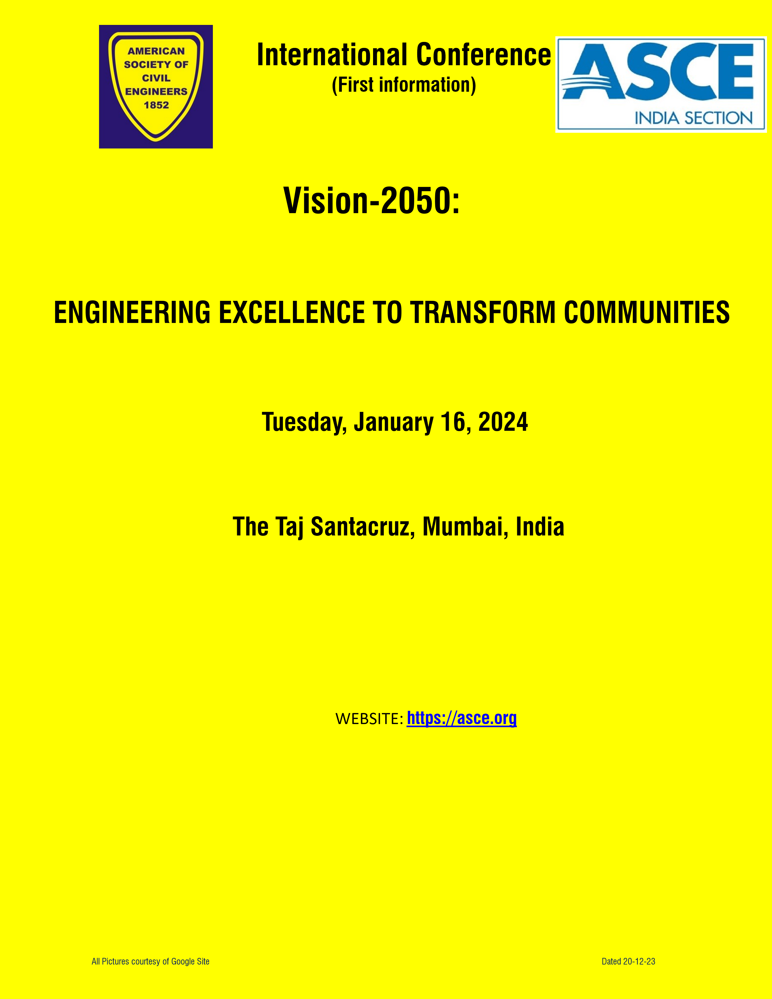 AMERICAN
SOCIETY OF
CIVIL
ENGINEERS
1852
International Conference
(First information)
ASCE
INDIA SECTION
Vision-2050:
ENGINEERING EXCELLENCE TO TRANSFORM COMMUNITIES
Tuesday, January 16, 2024
The Taj Santacruz, Mumbai, India
WEBSITE: https://asce.org
All Pictures courtesy of Google Site
Dated 20-12-23